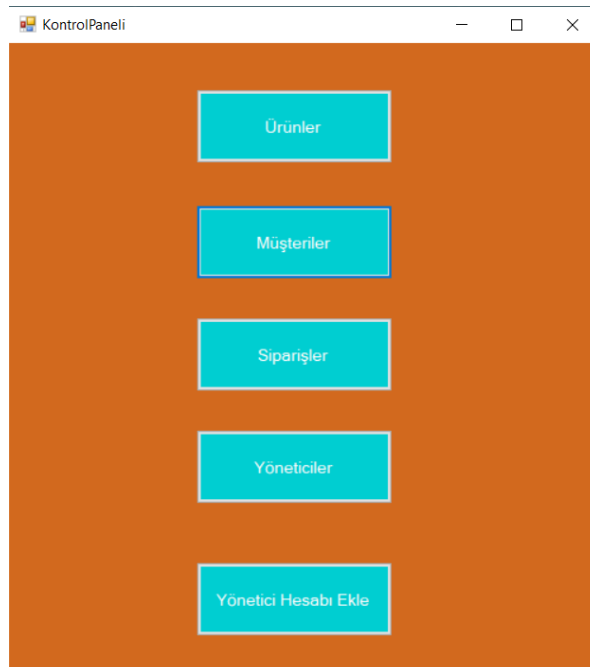 KontrolPaneli
Ürünler
Müşteriler
Siparişler
Yöneticiler
Yönetici Hesabı Ekle